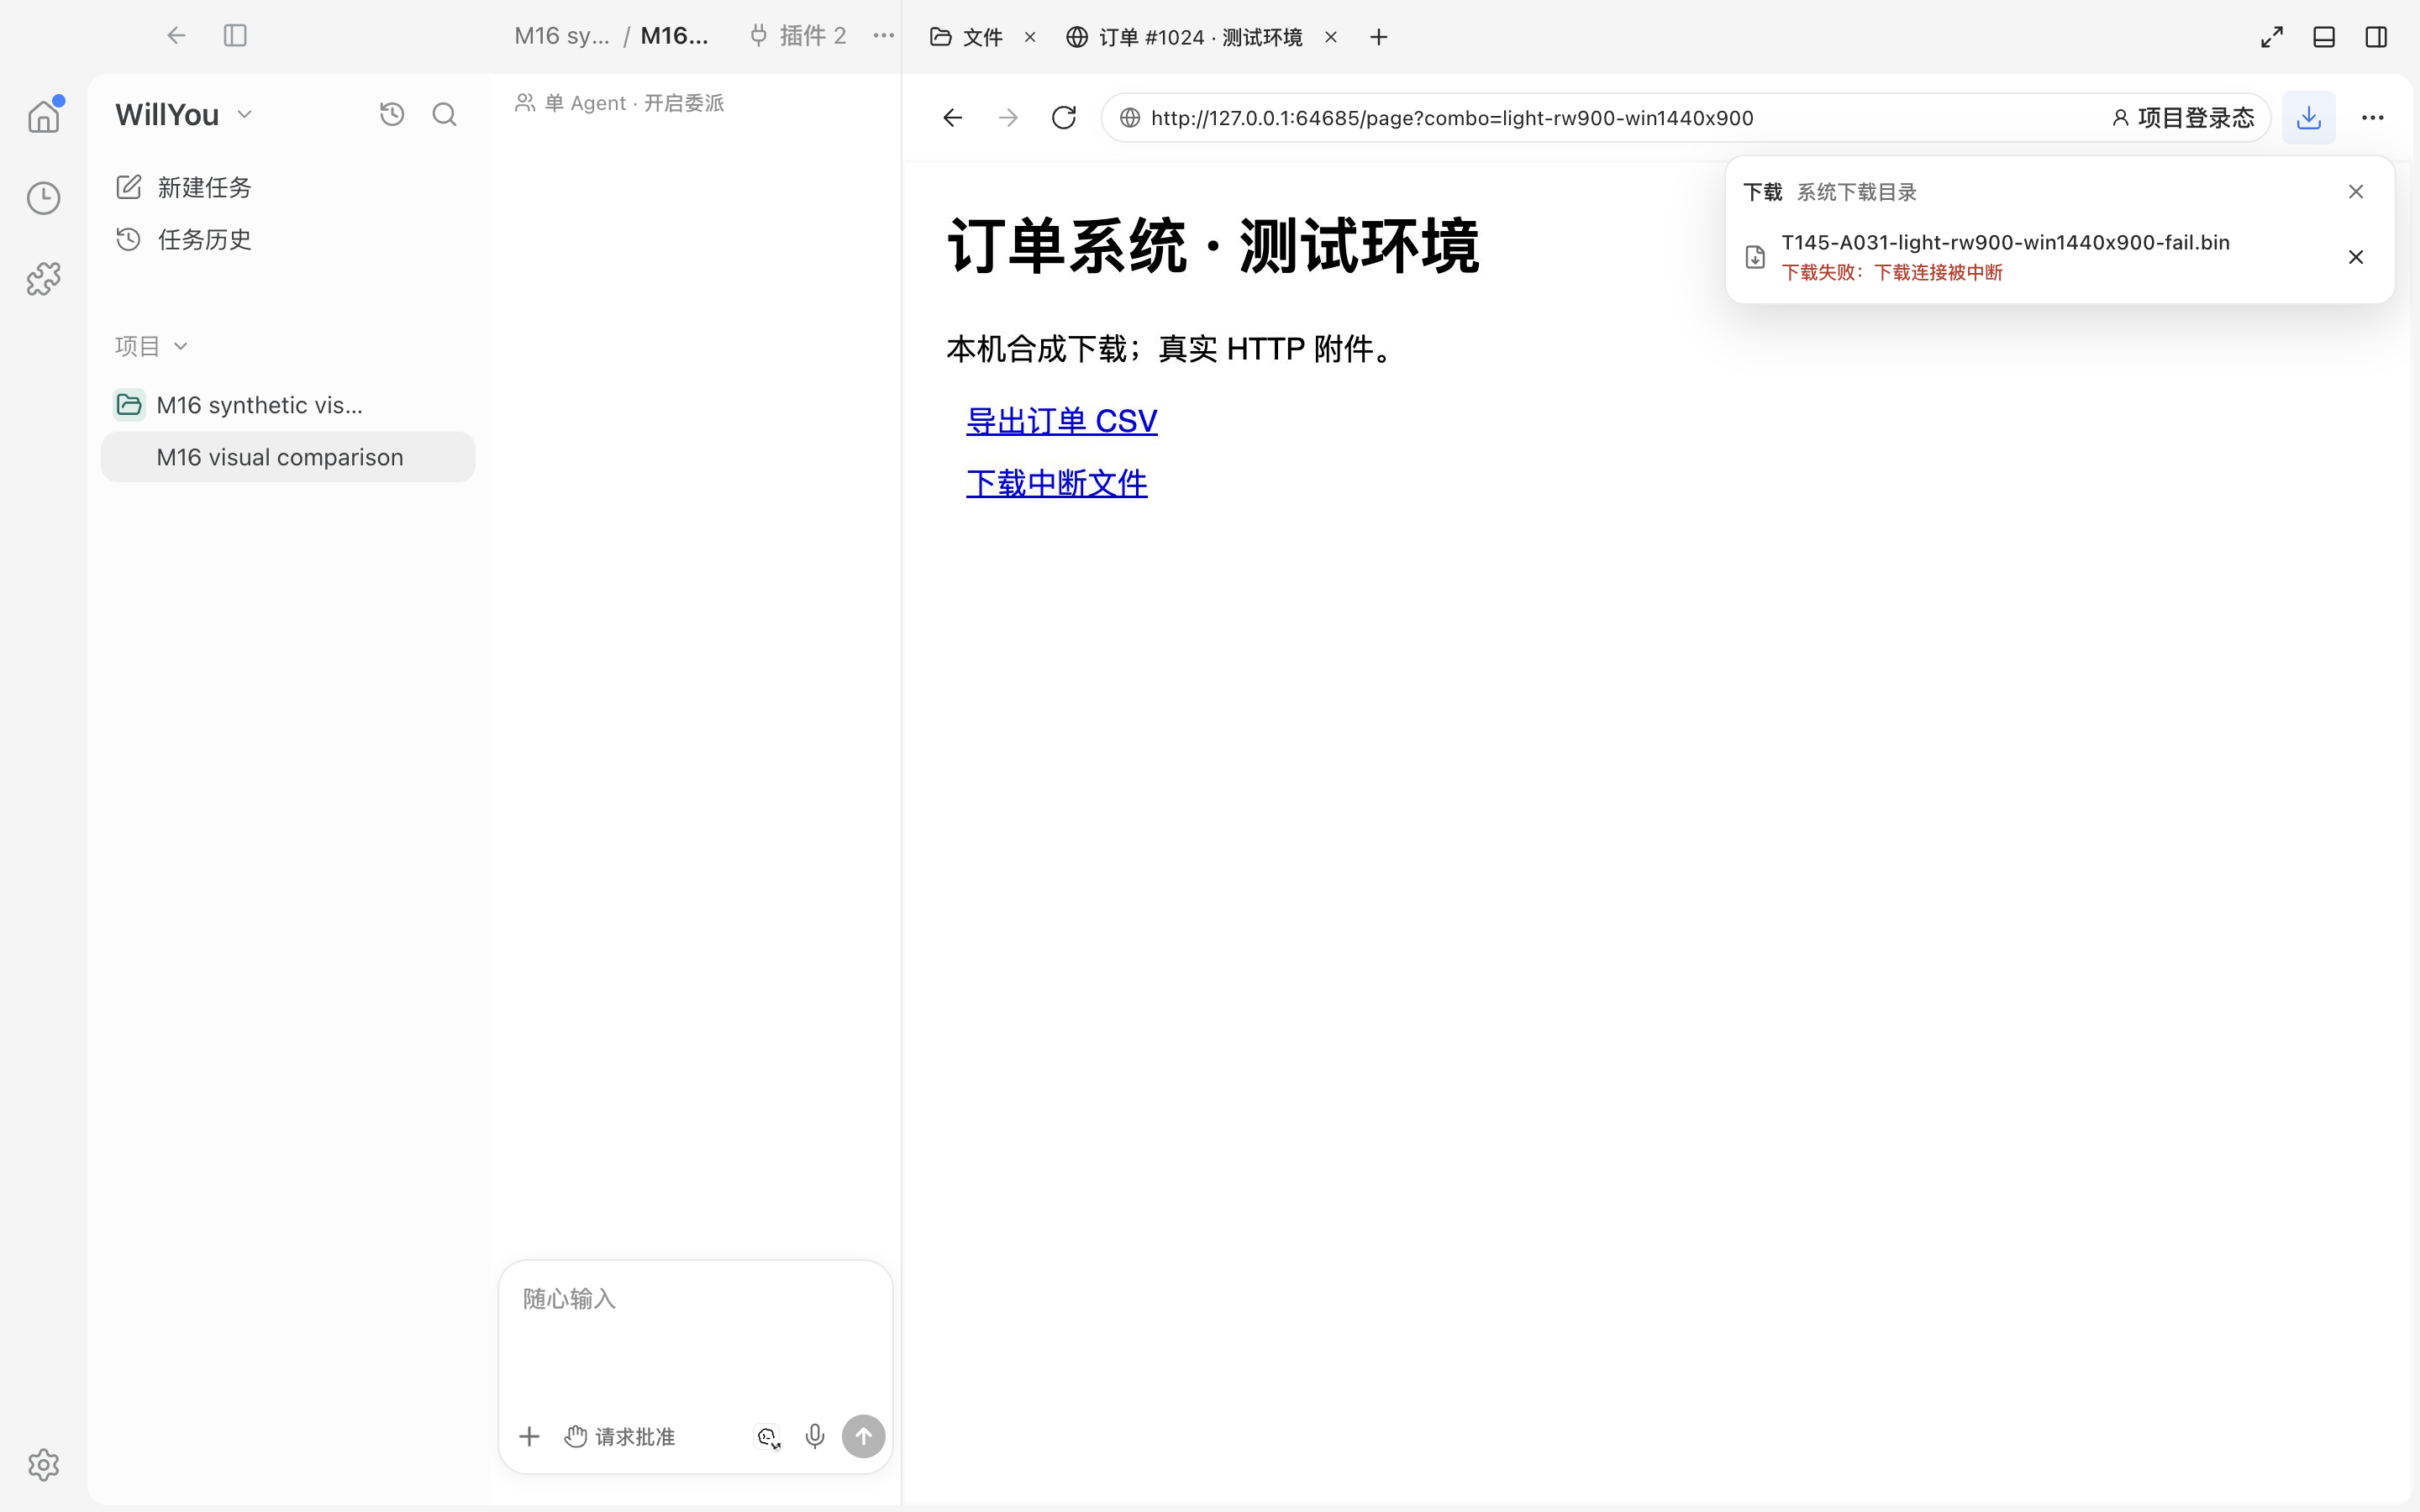 M16 sy... / M16... 插件 2
文件
订单 #1024 · 测试环境
WillYou
新建任务
任务历史
项目
M16 synthetic vis...
M16 visual comparison
单 Agent · 开启委派
随心输入
请求批准
http://127.0.0.1:64685/page?combo=light-rw900-win1440x900
项目登录态
下载 系统下载目录
T145-A031-light-rw900-win1440x900-fail.bin
下载失败：下载连接被中断
订单系统 · 测试环境
本机合成下载；真实 HTTP 附件。
导出订单 CSV
下载中断文件